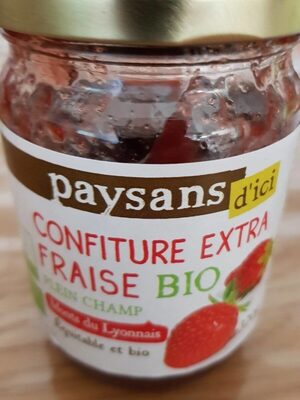 paysans d'ici
CONFITURE EXTRA
FRAISE BIO
PLEIN CHAMP
Monts du Lyonnais
Équitable et bio